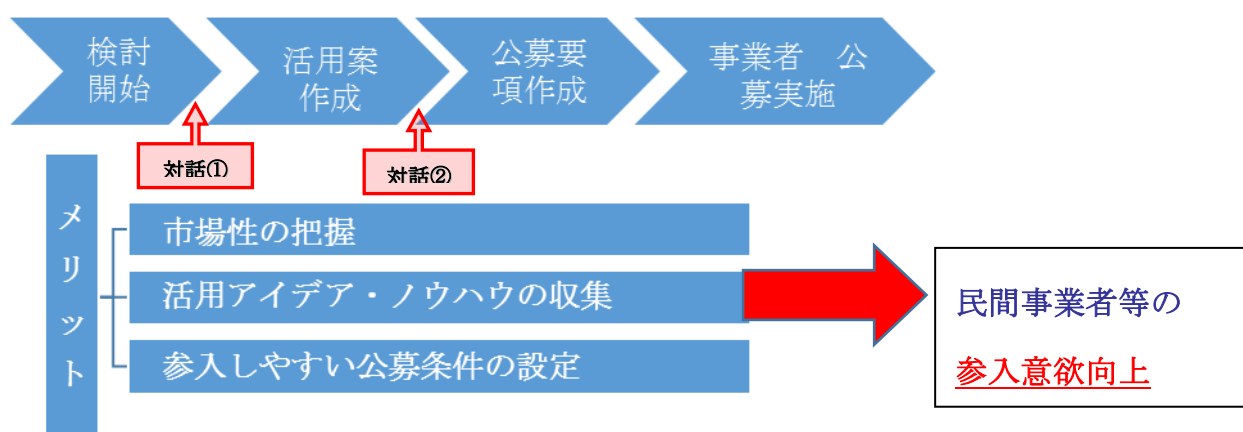 検討
開始
活用案
作成
公募要
項作成
事業者　公
募実施
対話①
対話②
メリット
市場性の把握
活用アイデア・ノウハウの収集
参入しやすい公募条件の設定
民間事業者等の
参入意欲向上